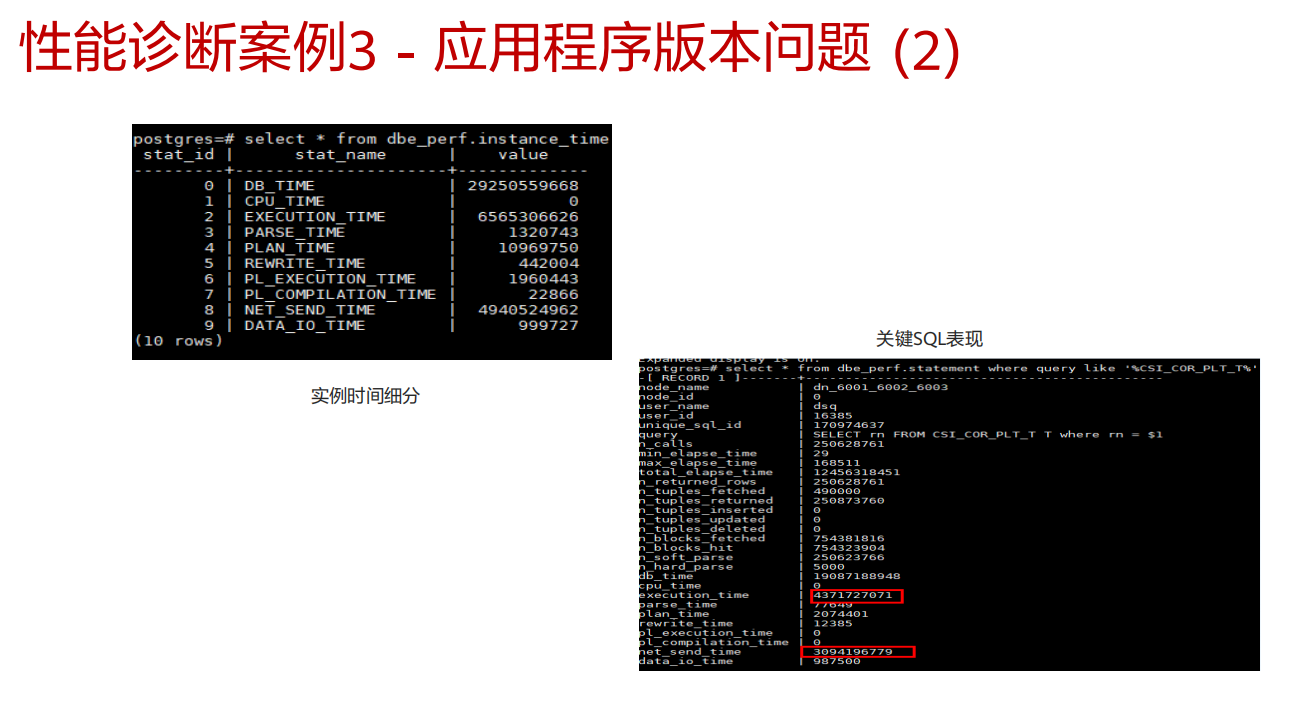 性能诊断案例3 - 应用程序版本问题 (2)
postgres=# select * from dbe_perf.instance_time
stat_id | stat_name | value
---------+----------------------+-------------
0 | DB_TIME | 29250559668
1 | CPU_TIME | 0
2 | EXECUTION_TIME | 6565306626
3 | PARSE_TIME | 1320743
4 | PLAN_TIME | 10969750
5 | REWRITE_TIME | 442004
6 | PL_EXECUTION_TIME | 1960443
7 | PL_COMPILATION_TIME | 22866
8 | NET_SEND_TIME | 4940524962
9 | DATA_IO_TIME | 999727
(10 rows)
实例时间细分
关键SQL表现
Expanded display is on.
postgres=# select * from dbe_perf.statement where query like '%CSI_COR_PLT_T%'
-[ RECORD 1 ]-------+----------------------------------------------
node_name | dn_6001_6002_6003
node_id | 0
user_name | dsq
user_id | 16385
unique_sql_id | 170974637
query | SELECT rn FROM CSI_COR_PLT_T T where rn = $1
n_calls | 250628761
min_elapse_time | 29
max_elapse_time | 168511
total_elapse_time | 12456318451
n_returned_rows | 250628761
n_tuples_fetched | 490000
n_tuples_returned | 250873760
n_tuples_inserted | 0
n_tuples_updated | 0
n_tuples_deleted | 0
n_blocks_fetched | 754381816
n_blocks_hit | 754323904
n_soft_parse | 250623766
n_hard_parse | 5000
db_time | 19087188948
cpu_time | 0
execution_time | 4371727071
parse_time | 77649
plan_time | 2074401
rewrite_time | 12385
pl_execution_time | 0
pl_compilation_time | 0
net_send_time | 3094196779
data_io_time | 987500